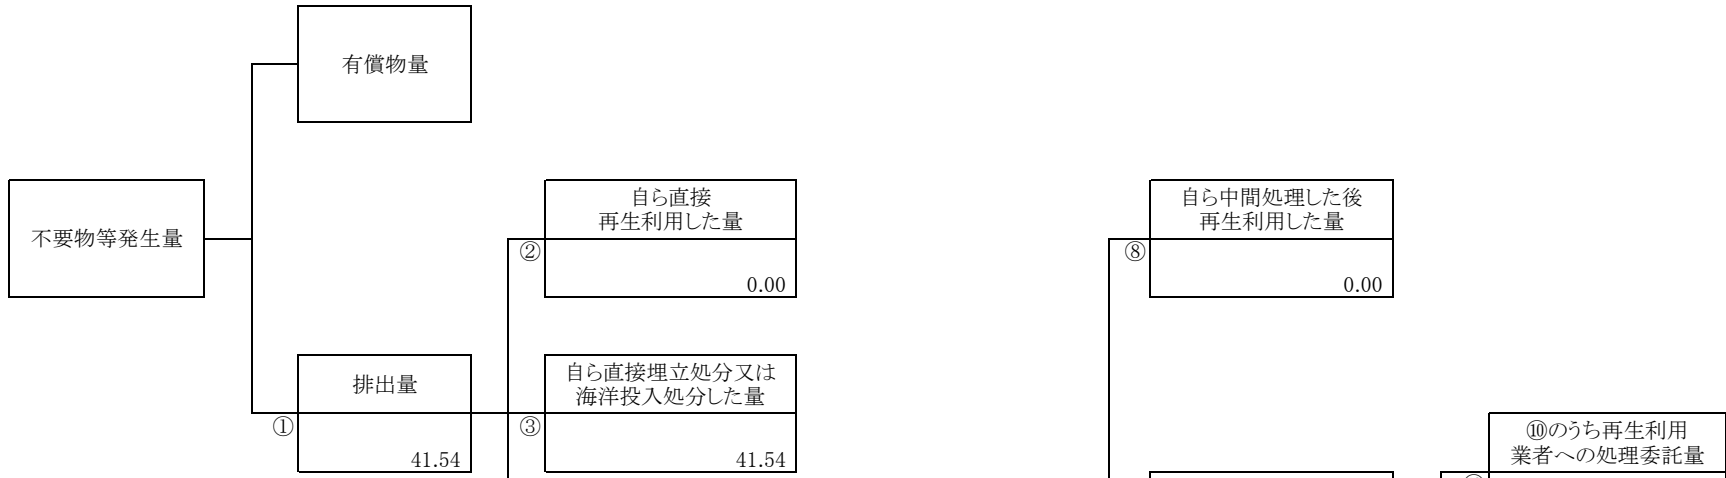 有償物量
不要物等発生量
自ら直接
再生利用した量
②
0.00
自ら中間処理した後
再生利用した量
⑧
0.00
排出量
①
41.54
自ら直接埋立処分又は
海洋投入処分した量
③
41.54
⑩のうち再生利用
業者への処理委託量